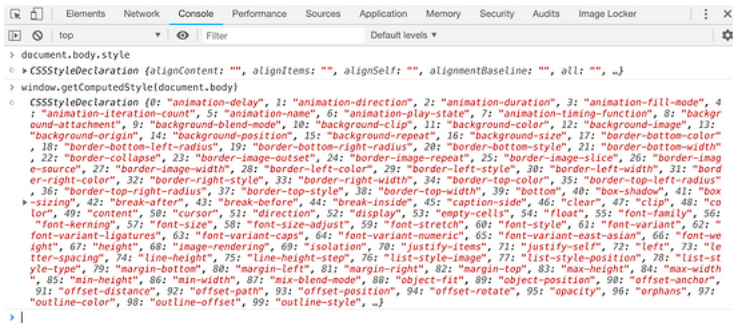 Elements Network Console Performance Sources Application Memory Security Audits Image Locker
top Filter Default levels
document.body.style
CSSStyleDeclaration {alignContent: "", alignItems: "", alignSelf: "", alignmentBaseline: "", all: "", …}
window.getComputedStyle(document.body)
CSSStyleDeclaration {0: "animation-delay", 1: "animation-direction", 2: "animation-duration", 3: "animation-fill-mode", 4
: "animation-iteration-count", 5: "animation-name", 6: "animation-play-state", 7: "animation-timing-function", 8: "backg
round-attachment", 9: "background-blend-mode", 10: "background-clip", 11: "background-color", 12: "background-image", 13:
"background-origin", 14: "background-position", 15: "background-repeat", 16: "background-size", 17: "border-bottom-color"
, 18: "border-bottom-left-radius", 19: "border-bottom-right-radius", 20: "border-bottom-style", 21: "border-bottom-width"
, 22: "border-collapse", 23: "border-image-outset", 24: "border-image-repeat", 25: "border-image-slice", 26: "border-imag
e-source", 27: "border-image-width", 28: "border-left-color", 29: "border-left-style", 30: "border-left-width", 31: "bord
er-right-color", 32: "border-right-style", 33: "border-right-width", 34: "border-top-color", 35: "border-top-left-radius"
, 36: "border-top-right-radius", 37: "border-top-style", 38: "border-top-width", 39: "bottom", 40: "box-shadow", 41: "box
-sizing", 42: "break-after", 43: "break-before", 44: "break-inside", 45: "caption-side", 46: "clear", 47: "clip", 48: "co
lor", 49: "content", 50: "cursor", 51: "direction", 52: "display", 53: "empty-cells", 54: "float", 55: "font-family", 56:
"font-kerning", 57: "font-size", 58: "font-size-adjust", 59: "font-stretch", 60: "font-style", 61: "font-variant", 62: "
font-variant-ligatures", 63: "font-variant-caps", 64: "font-variant-numeric", 65: "font-variant-east-asian", 66: "font-we
ight", 67: "height", 68: "image-rendering", 69: "isolation", 70: "justify-items", 71: "justify-self", 72: "left", 73: "le
tter-spacing", 74: "line-height", 75: "line-height-step", 76: "list-style-image", 77: "list-style-position", 78: "list-st
yle-type", 79: "margin-bottom", 80: "margin-left", 81: "margin-right", 82: "margin-top", 83: "max-height", 84: "max-width
", 85: "min-height", 86: "min-width", 87: "mix-blend-mode", 88: "object-fit", 89: "object-position", 90: "offset-anchor",
91: "offset-distance", 92: "offset-path", 93: "offset-position", 94: "offset-rotate", 95: "opacity", 96: "orphans", 97:
"outline-color", 98: "outline-offset", 99: "outline-style", …}